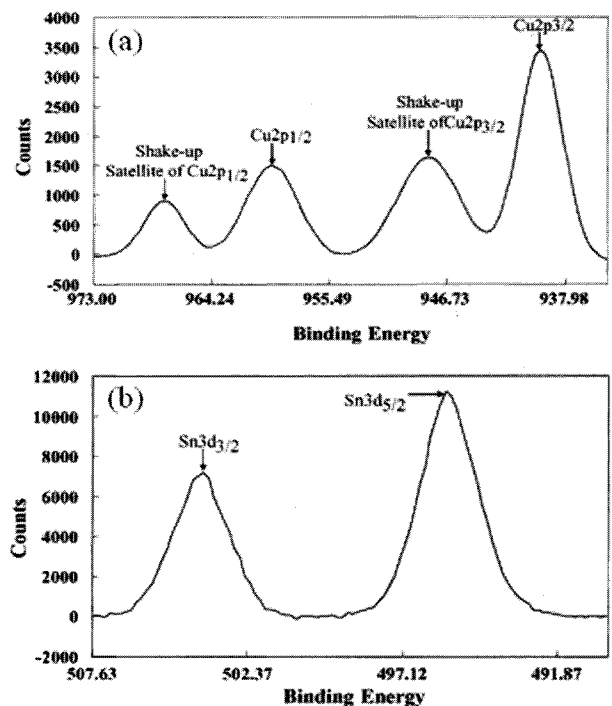 (a)
Cu2p3/2
4000
3500
3000
2500
2000
1500
1000
500
0
-500
Counts
Shake-up
Satellite of Cu2p1/2
Cu2p1/2
Shake-up
Satellite ofCu2p3/2
973.00 964.24 955.49 946.73 937.98
Binding Energy
(b)
12000
10000
8000
6000
4000
2000
0
-2000
Counts
Sn3d3/2
Sn3d5/2
507.63 502.37 497.12 491.87
Binding Energy